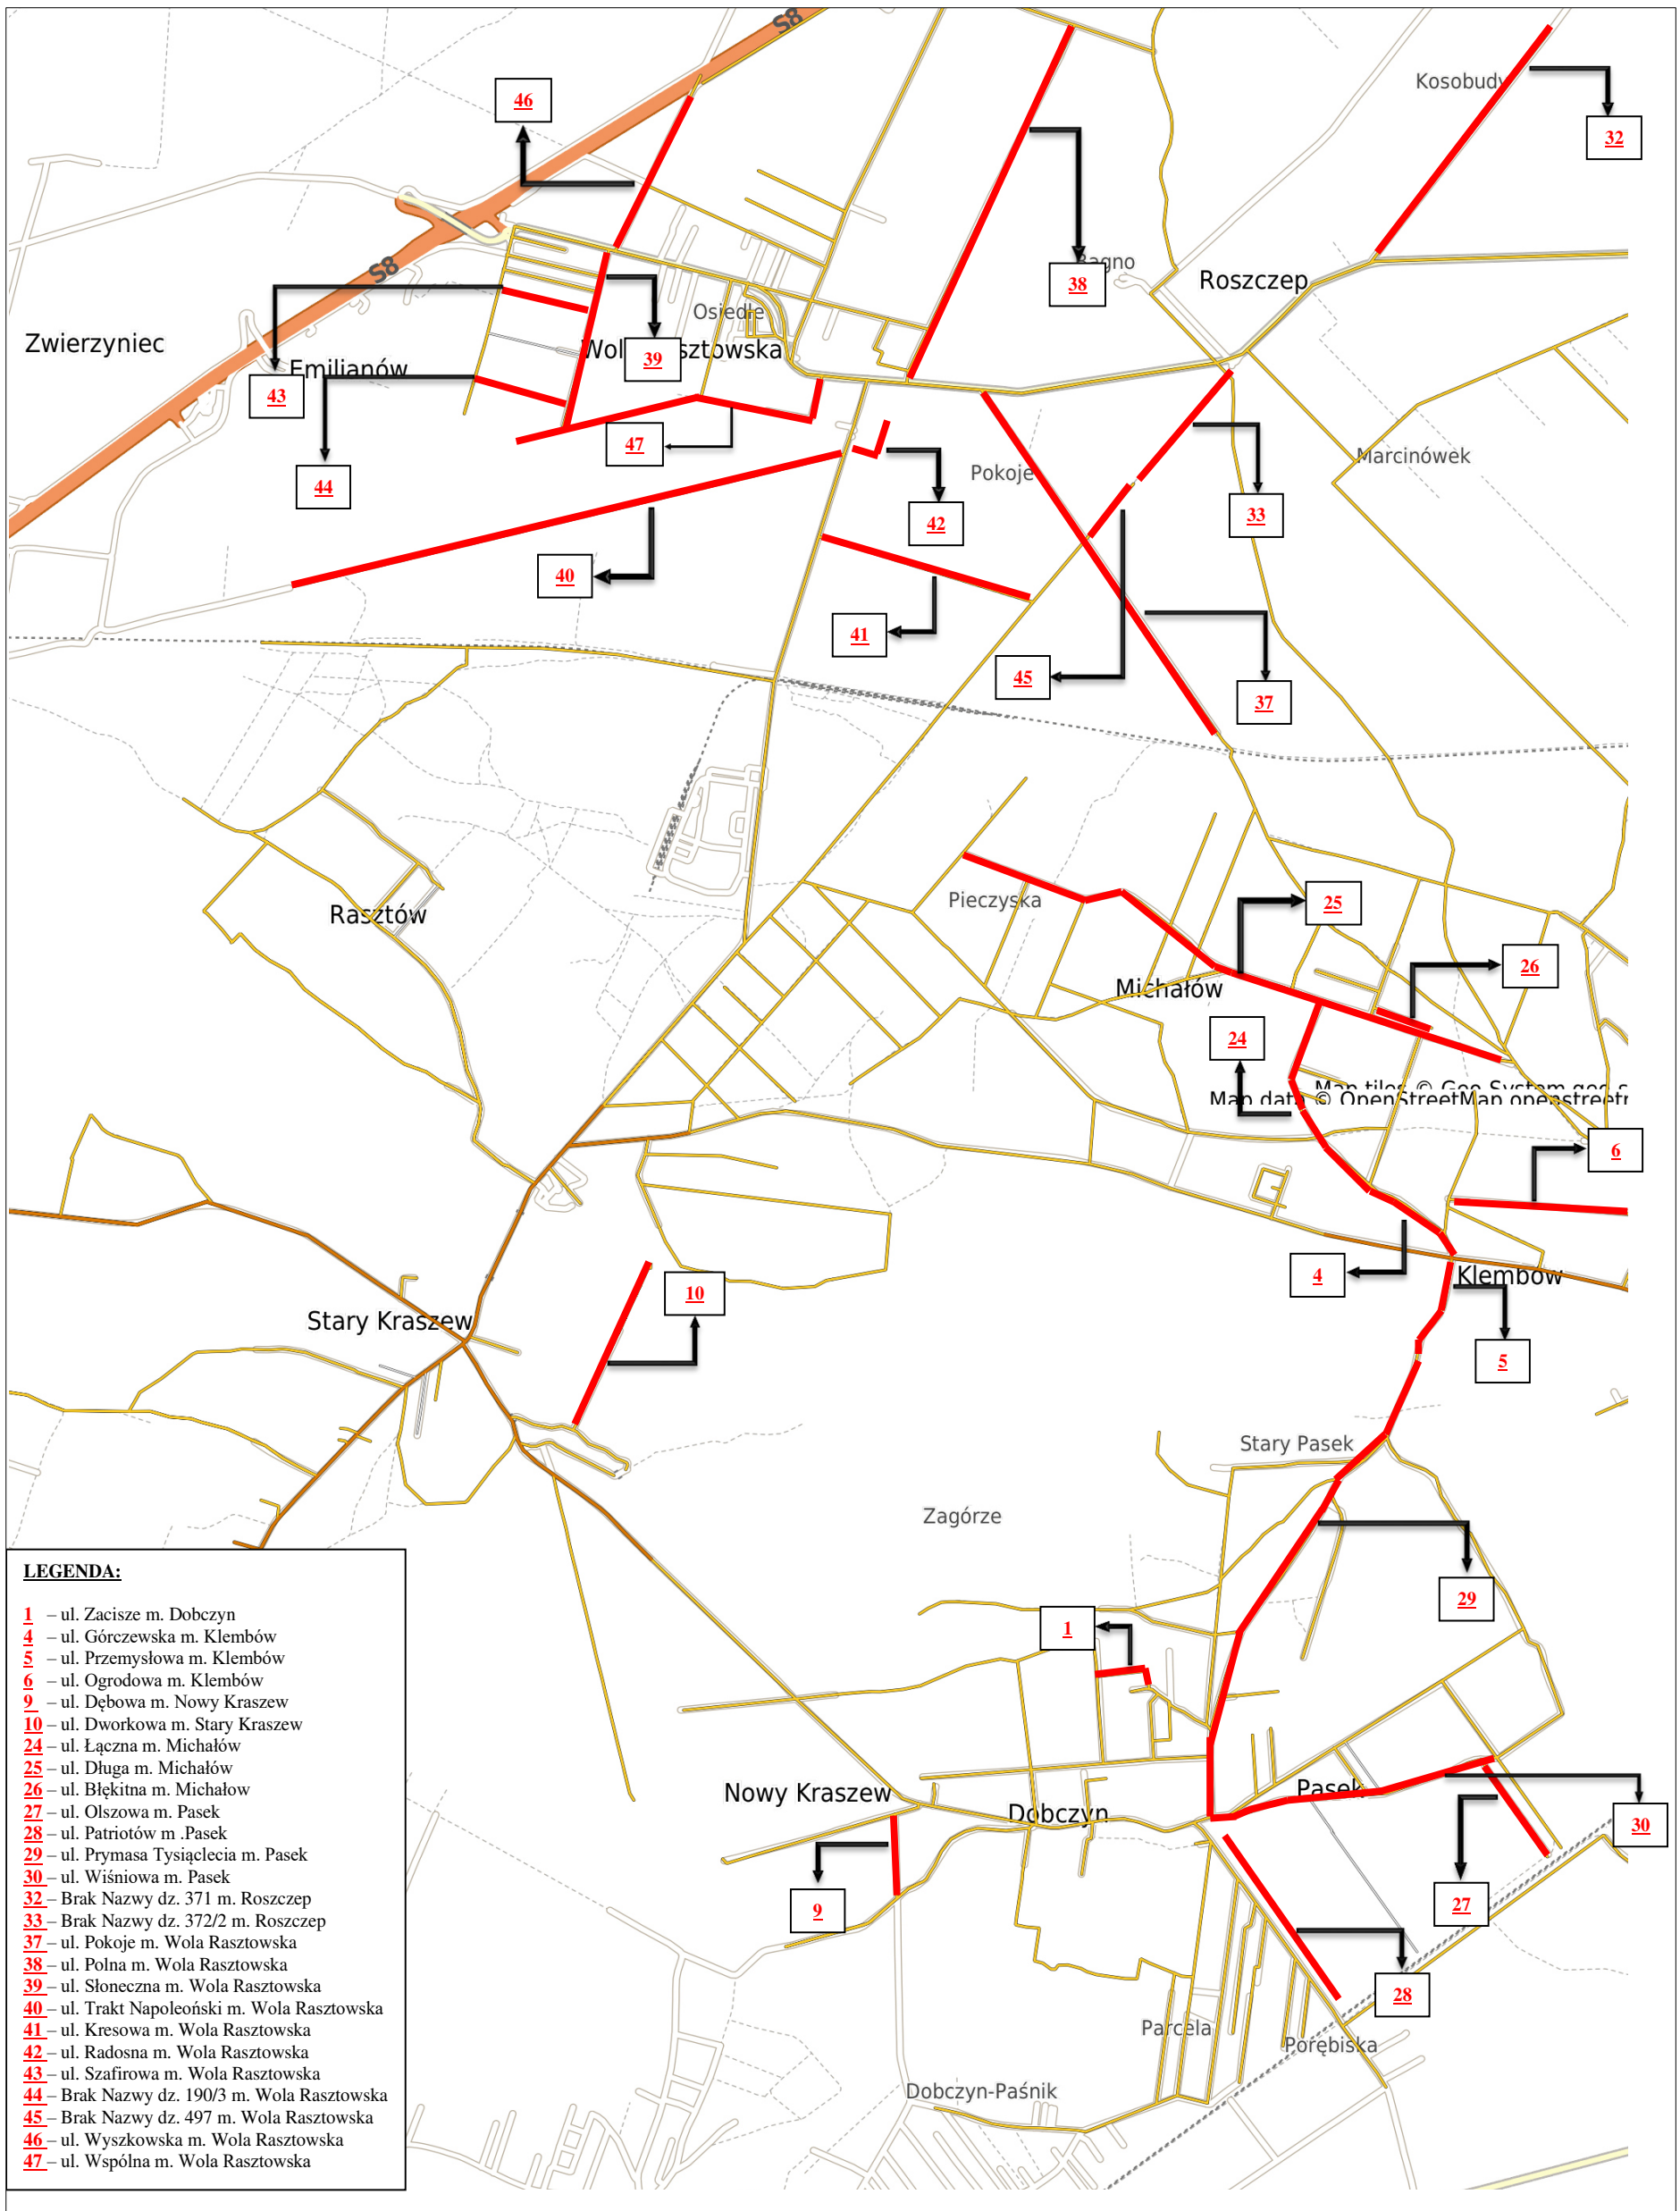 S8
46
Kosobudy
32
Bagno
38
Roszczep
S8
Osiedle
Zwierzyniec
39
Emilianów
43
47
Marcinówek
Pokoje
44
42
33
40
41
45
37
25
Pieczyska
Rasztów
26
Michałów
24
Map data © OpenStreetMap
6
4
Klembów
10
Stary Kraszew
5
Stary Pasek
Zagórze
29
1
Nowy Kraszew
Pasek
Dobczyn
30
27
9
28
Parcela
Porębiska
Dobczyn-Paśnik
LEGENDA:
1 – ul. Zacisze m. Dobczyn
4 – ul. Górczewska m. Klembów
5 – ul. Przemysłowa m. Klembów
6 – ul. Ogrodowa m. Klembów
9 – ul. Dębowa m. Nowy Kraszew
10 – ul. Dworkowa m. Stary Kraszew
24 – ul. Łączna m. Michałów
25 – ul. Długa m. Michałów
26 – ul. Błękitna m. Michałow
27 – ul. Olszowa m. Pasek
28 – ul. Patriotów m .Pasek
29 – ul. Prymasa Tysiąclecia m. Pasek
30 – ul. Wiśniowa m. Pasek
32 – Brak Nazwy dz. 371 m. Roszczep
33 – Brak Nazwy dz. 372/2 m. Roszczep
37 – ul. Pokoje m. Wola Rasztowska
38 – ul. Polna m. Wola Rasztowska
39 – ul. Słoneczna m. Wola Rasztowska
40 – ul. Trakt Napoleoński m. Wola Rasztowska
41 – ul. Kresowa m. Wola Rasztowska
42 – ul. Radosna m. Wola Rasztowska
43 – ul. Szafirowa m. Wola Rasztowska
44 – Brak Nazwy dz. 190/3 m. Wola Rasztowska
45 – Brak Nazwy dz. 497 m. Wola Rasztowska
46 – ul. Wyszkowska m. Wola Rasztowska
47 – ul. Wspólna m. Wola Rasztowska